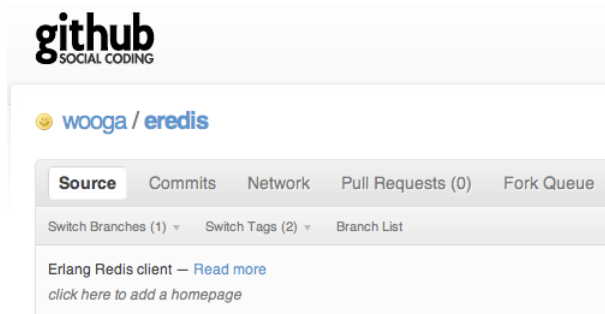 github
SOCIAL CODING
wooga / eredis
Source Commits Network Pull Requests (0) Fork Queue
Switch Branches (1) Switch Tags (2) Branch List
Erlang Redis client — Read more
click here to add a homepage